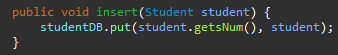 public void insert(Student student) {
studentDB.put(student.getsNum(), student);
}